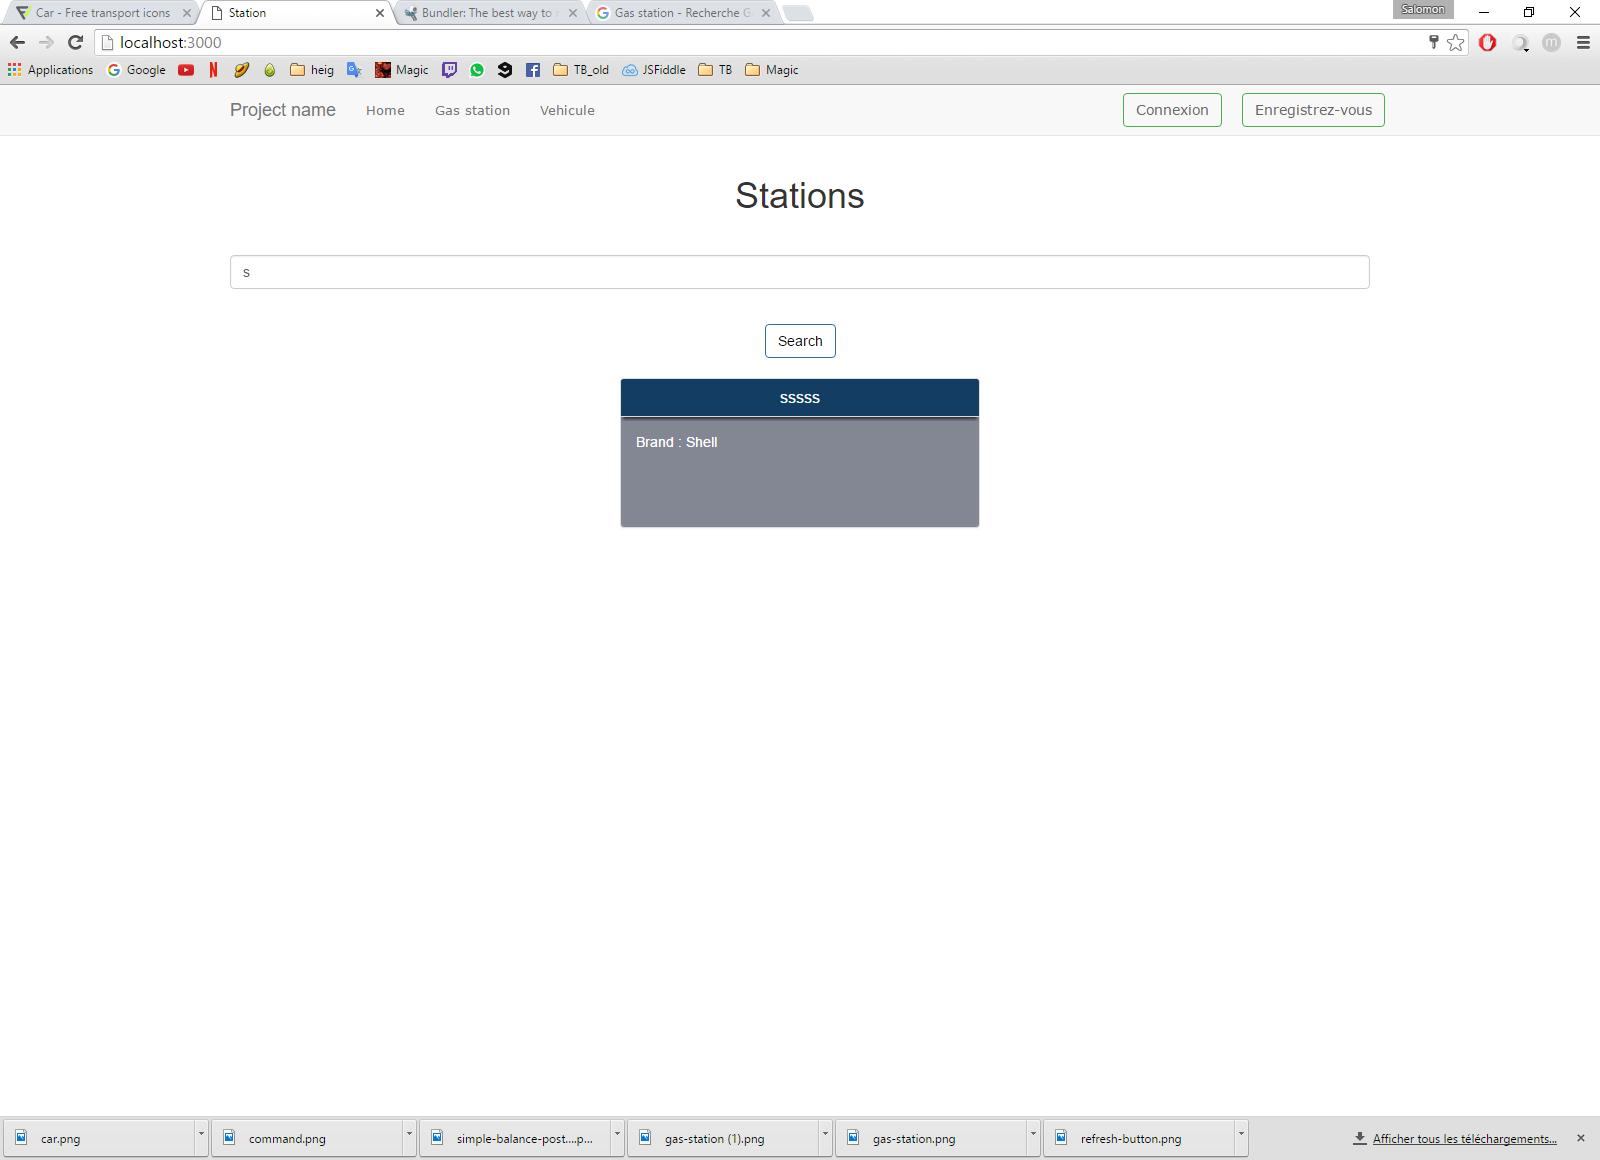 Car - Free transport icons
Station
Bundler: The best way to
Gas station - Recherche G
Salomon
localhost:3000
Applications
Google
heig
Magic
TB_old
JSFiddle
TB
Magic
Project name
Home
Gas station
Vehicule
Connexion
Enregistrez-vous
Stations
s
Search
sssss
Brand : Shell
car.png
command.png
simple-balance-post....p...
gas-station (1).png
gas-station.png
refresh-button.png
Afficher tous les téléchargements...